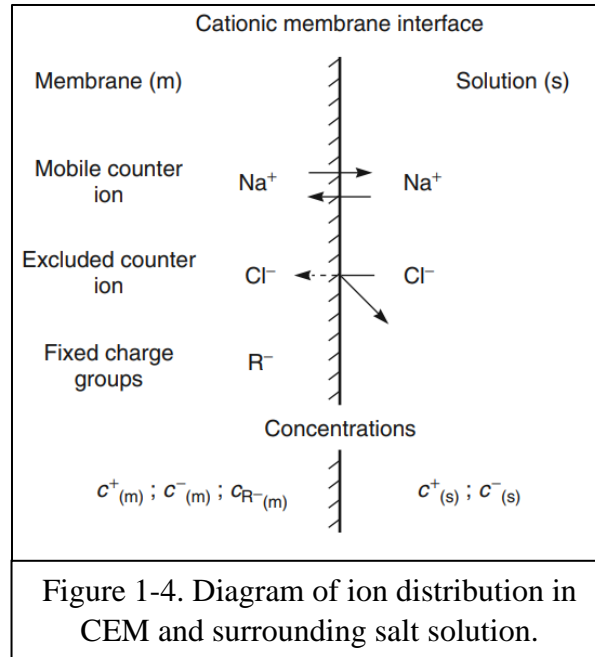 Cationic membrane interface
Membrane (m)
Solution (s)
Mobile counter
ion
Na⁺
Na⁺
Excluded counter
ion
Cl⁻
Cl⁻
Fixed charge
groups
R⁻
Concentrations
c⁺₍ₘ₎ ; c⁻₍ₘ₎ ; c_R⁻₍ₘ₎
c⁺₍ₛ₎ ; c⁻₍ₛ₎
Figure 1-4. Diagram of ion distribution in
CEM and surrounding salt solution.